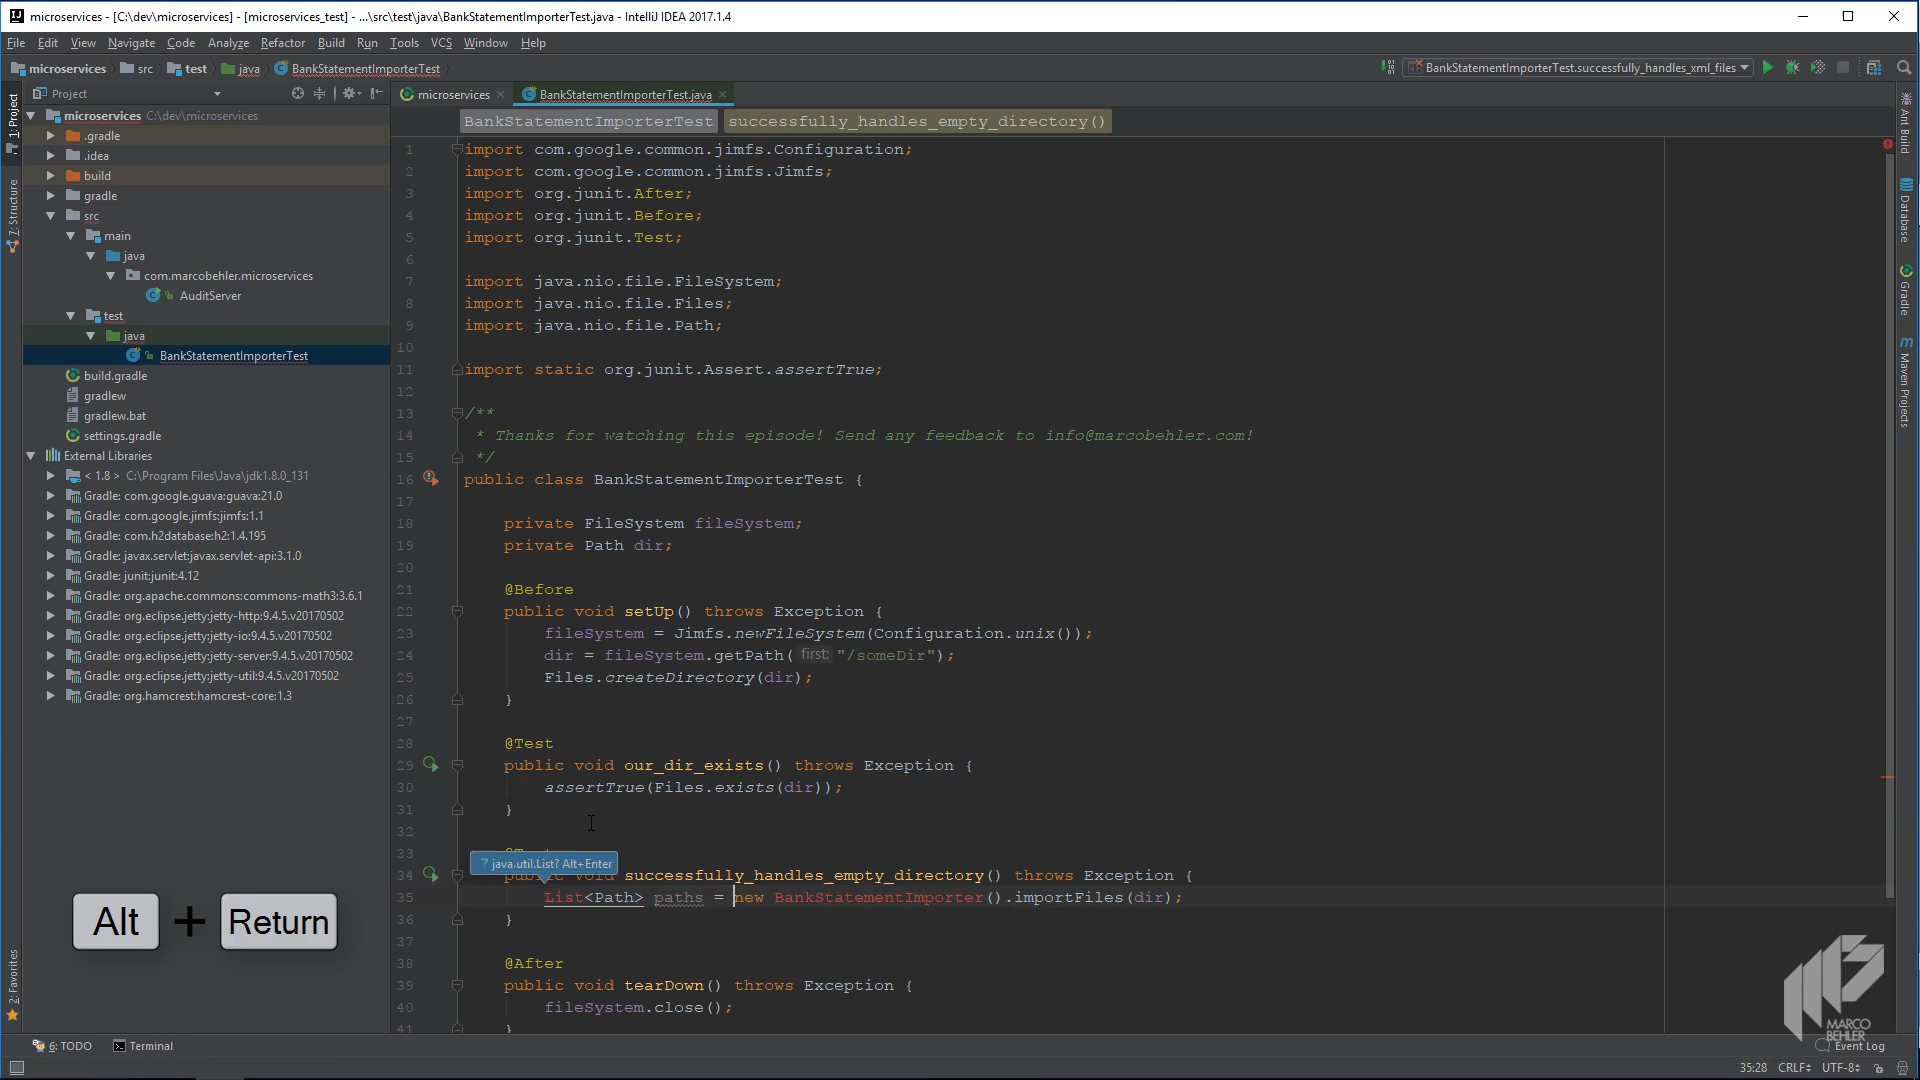 microservices - [C:\dev\microservices] - [microservices_test] - ...\src\test\java\BankStatementImporterTest.java - IntelliJ IDEA 2017.1.4
File Edit View Navigate Code Analyze Refactor Build Run Tools VCS Window Help
microservices src test java BankStatementImporterTest
BankStatementImporterTest.successfully_handles_xml_files
1: Project
7: Structure
2: Favorites
Project
microservices C:\dev\microservices
.gradle
.idea
build
gradle
src
main
java
com.marcobehler.microservices
AuditServer
test
java
BankStatementImporterTest
build.gradle
gradlew
gradlew.bat
settings.gradle
External Libraries
< 1.8 > C:\Program Files\Java\jdk1.8.0_131
Gradle: com.google.guava:guava:21.0
Gradle: com.google.jimfs:jimfs:1.1
Gradle: com.h2database:h2:1.4.195
Gradle: javax.servlet:javax.servlet-api:3.1.0
Gradle: junit:junit:4.12
Gradle: org.apache.commons:commons-math3:3.6.1
Gradle: org.eclipse.jetty:jetty-http:9.4.5.v20170502
Gradle: org.eclipse.jetty:jetty-io:9.4.5.v20170502
Gradle: org.eclipse.jetty:jetty-server:9.4.5.v20170502
Gradle: org.eclipse.jetty:jetty-util:9.4.5.v20170502
Gradle: org.hamcrest:hamcrest-core:1.3
Alt + Return
microservices BankStatementImporterTest.java
BankStatementImporterTest successfully_handles_empty_directory()
1 import com.google.common.jimfs.Configuration;
2 import com.google.common.jimfs.Jimfs;
3 import org.junit.After;
4 import org.junit.Before;
5 import org.junit.Test;
6
7 import java.nio.file.FileSystem;
8 import java.nio.file.Files;
9 import java.nio.file.Path;
10
11 import static org.junit.Assert.assertTrue;
12
13 /**
14 * Thanks for watching this episode! Send any feedback to info@marcobehler.com!
15 */
16 public class BankStatementImporterTest {
17
18 private FileSystem fileSystem;
19 private Path dir;
20
21 @Before
22 public void setUp() throws Exception {
23 fileSystem = Jimfs.newFileSystem(Configuration.unix());
24 dir = fileSystem.getPath( first: "/someDir");
25 Files.createDirectory(dir);
26 }
27
28 @Test
29 public void our_dir_exists() throws Exception {
30 assertTrue(Files.exists(dir));
31 }
32
33
? java.util.List? Alt+Enter
34 public void successfully_handles_empty_directory() throws Exception {
35 List<Path> paths = new BankStatementImporter().importFiles(dir);
36 }
37
38 @After
39 public void tearDown() throws Exception {
40 fileSystem.close();
41 }
Ant Build
Database
Gradle
Maven Projects
MARCO
BEHLER
6: TODO Terminal Event Log
35:28 CRLF UTF-8